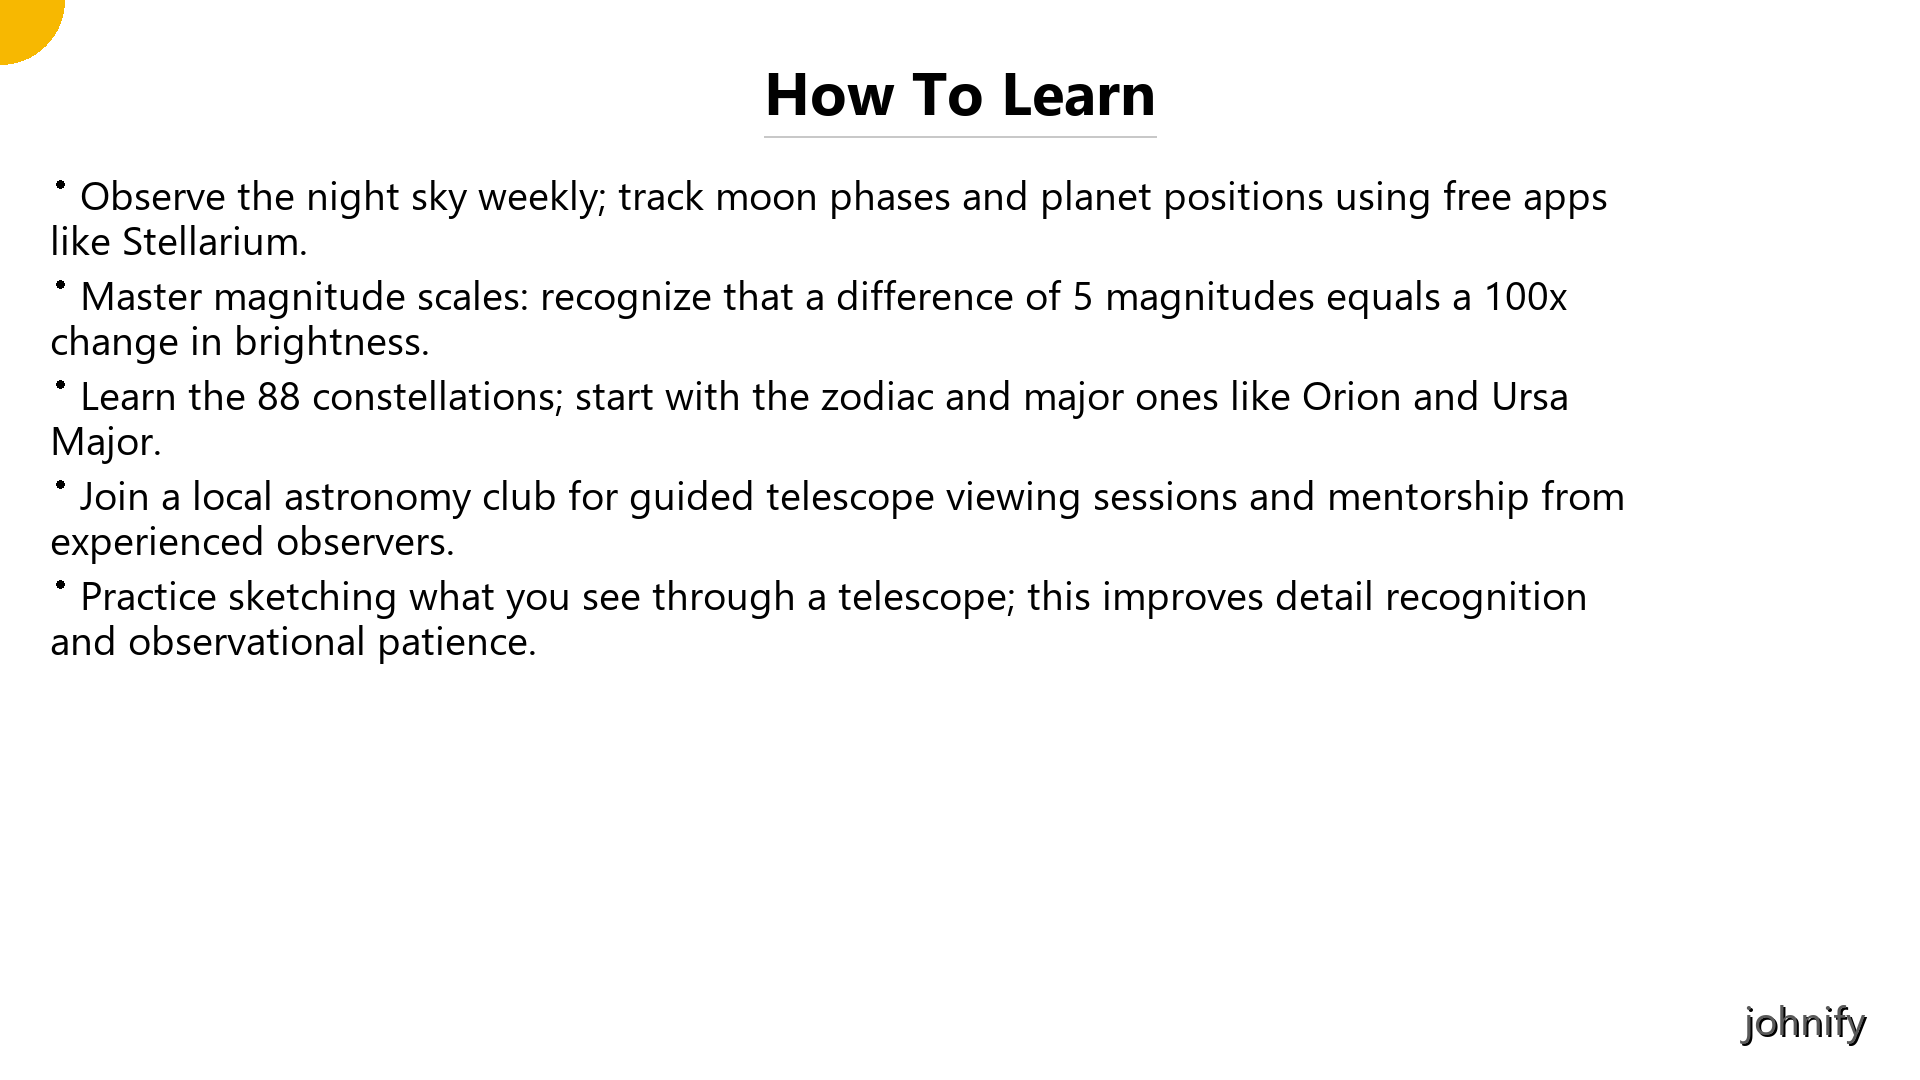 How To Learn
• Observe the night sky weekly; track moon phases and planet positions using free apps
like Stellarium.
• Master magnitude scales: recognize that a difference of 5 magnitudes equals a 100x
change in brightness.
• Learn the 88 constellations; start with the zodiac and major ones like Orion and Ursa
Major.
• Join a local astronomy club for guided telescope viewing sessions and mentorship from
experienced observers.
• Practice sketching what you see through a telescope; this improves detail recognition
and observational patience.
johnify